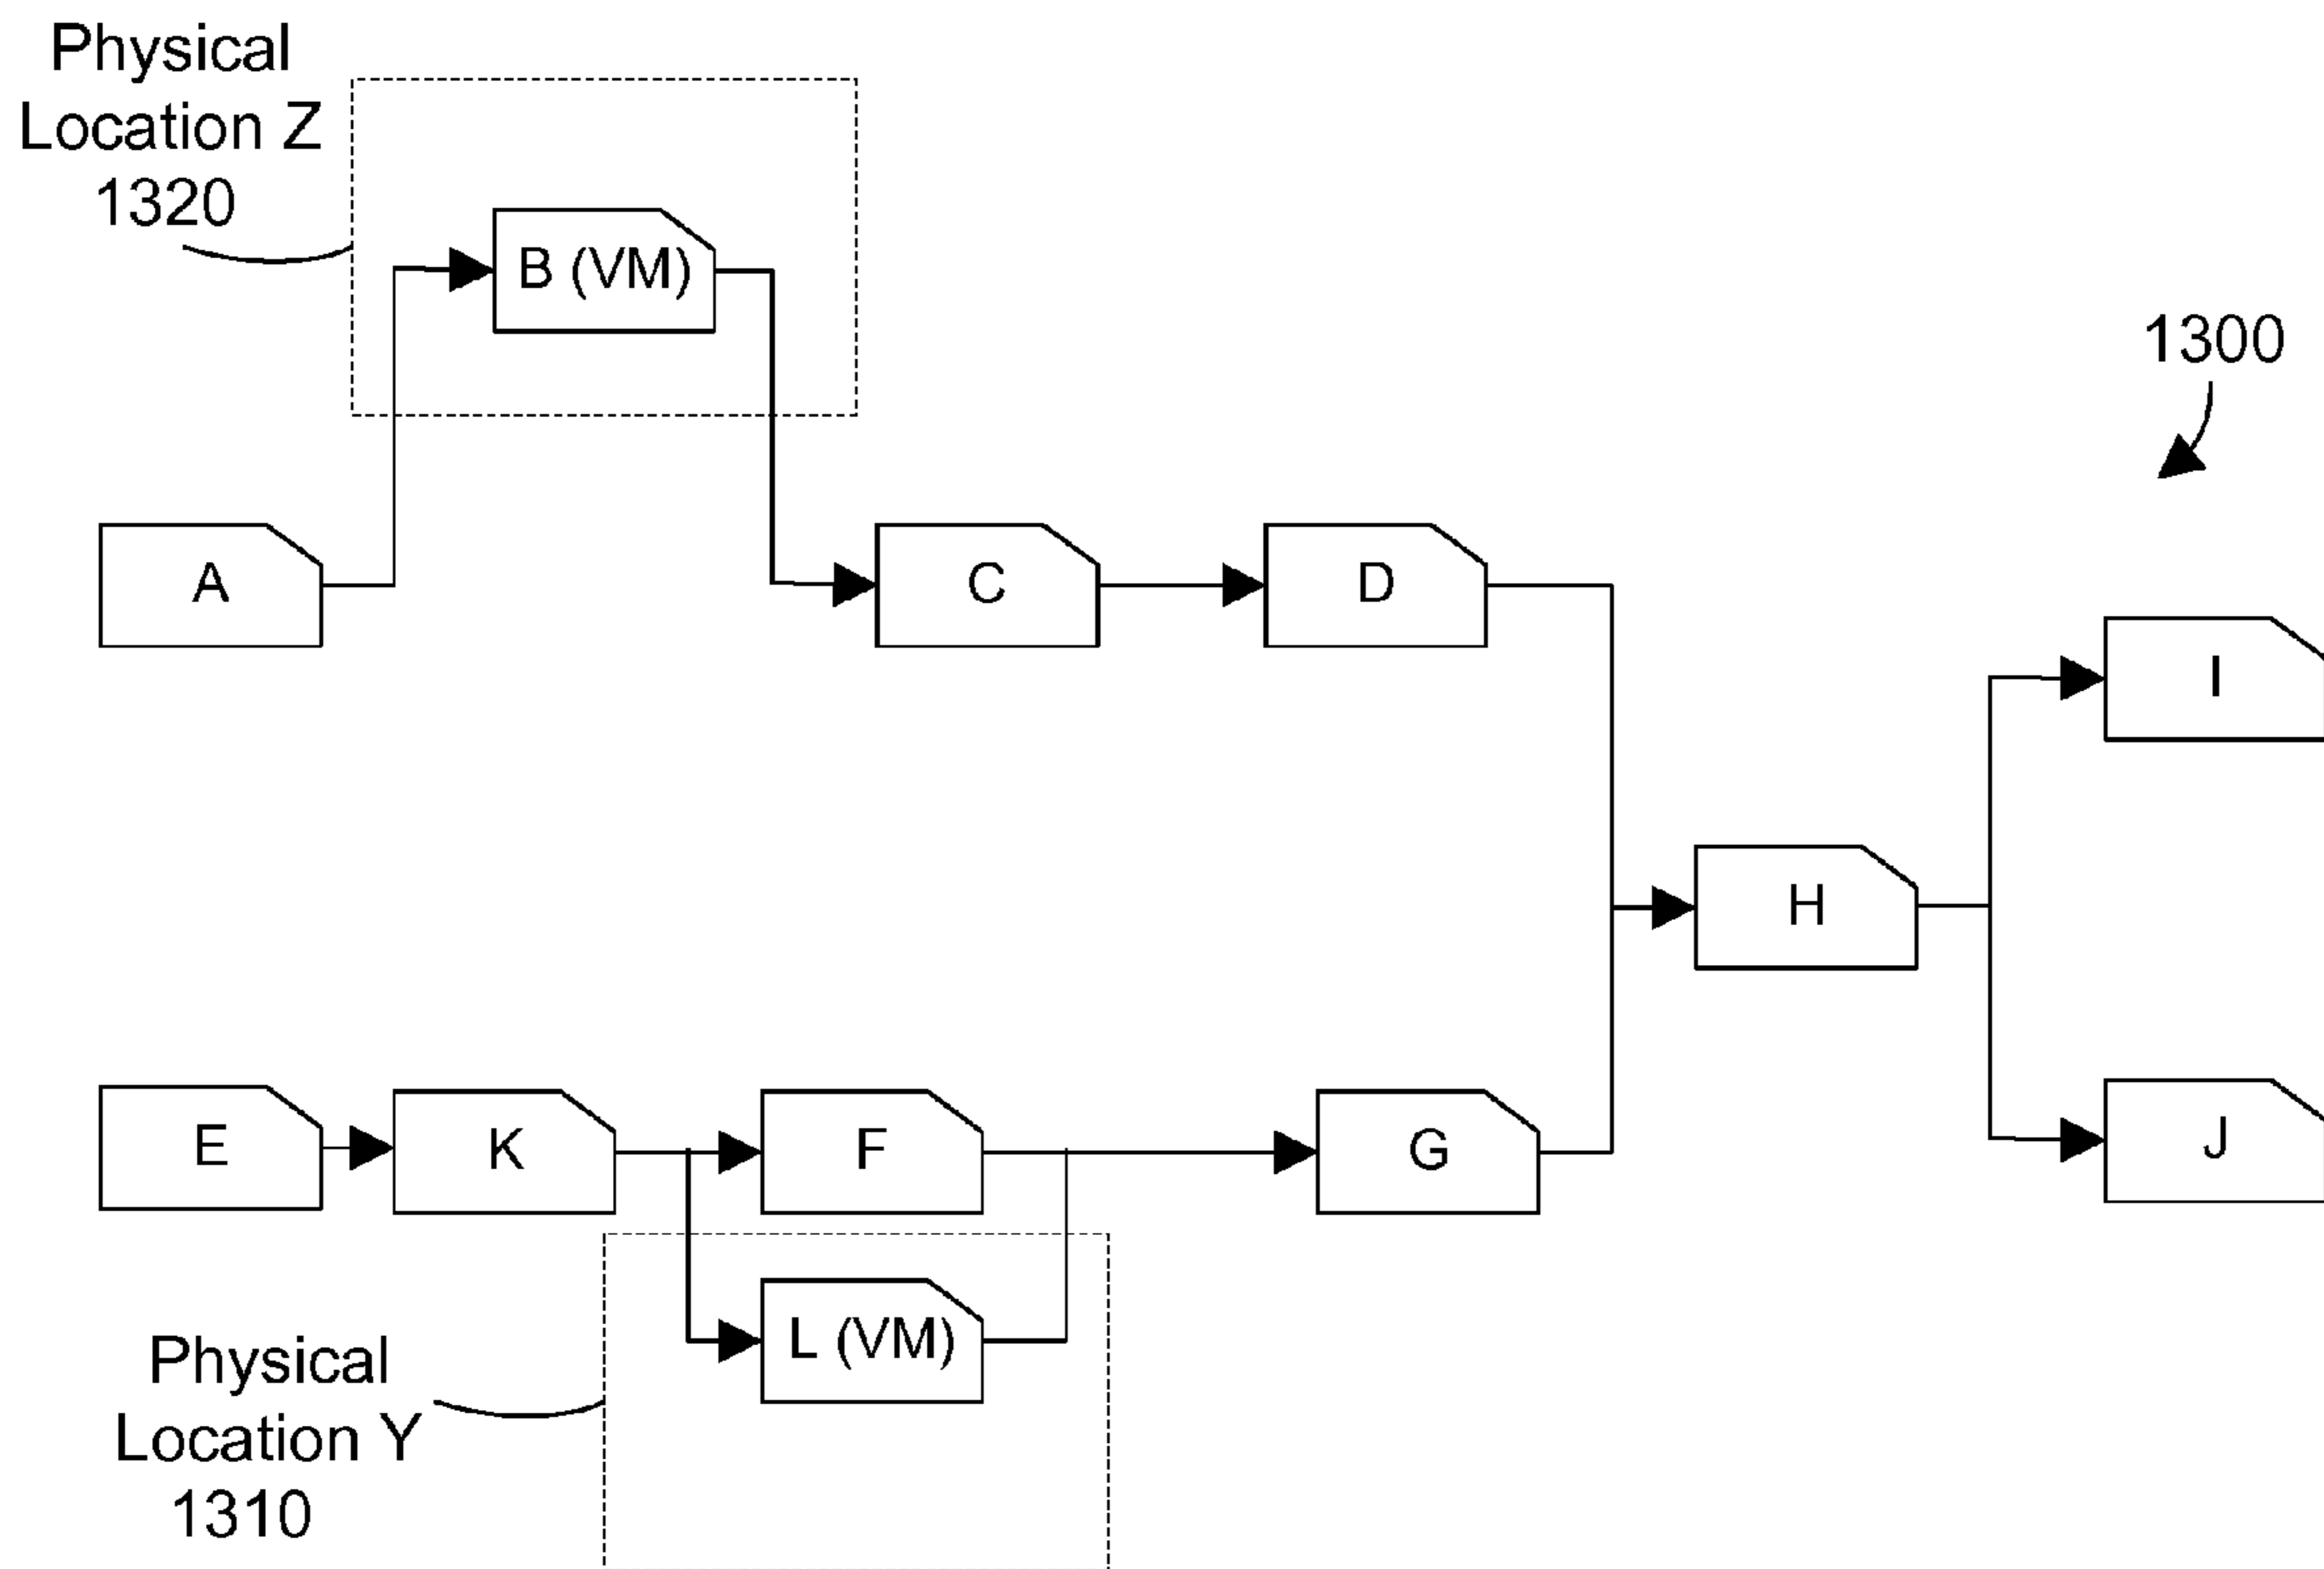 Physical
Location Z
1320
B (VM)
1300
A
C
D
I
H
E
K
F
G
J
L (VM)
Physical
Location Y
1310